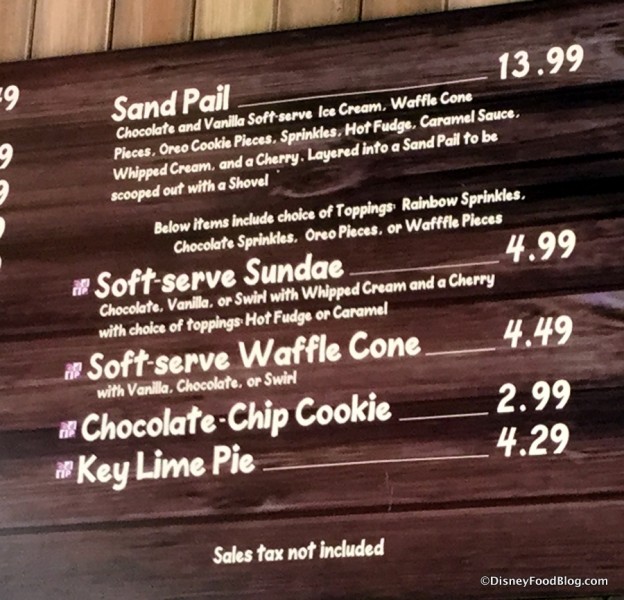 9
9
9
13.99
Sand Pail
Chocolate and Vanilla Soft-serve Ice Cream, Waffle Cone
Pieces, Oreo Cookie Pieces, Sprinkles, Hot Fudge, Caramel Sauce,
Whipped Cream, and a Cherry. Layered into a Sand Pail to be
scooped out with a Shovel
Below items include choice of Toppings: Rainbow Sprinkles,
Chocolate Sprinkles, Oreo Pieces, or Wafffle Pieces
Soft-serve Sundae 4.99
Chocolate, Vanilla, or Swirl with Whipped Cream and a Cherry
with choice of toppings: Hot Fudge or Caramel
Soft-serve Waffle Cone 4.49
with Vanilla, Chocolate, or Swirl
Chocolate-Chip Cookie 2.99
Key Lime Pie 4.29
Sales tax not included
©DisneyFoodBlog.com